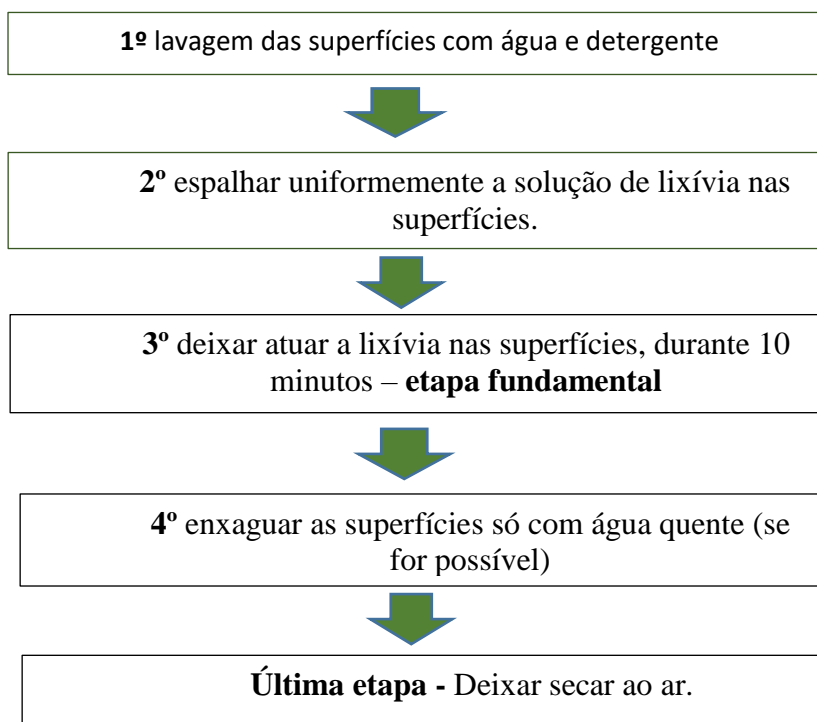 1º lavagem das superfícies com água e detergente
2º espalhar uniformemente a solução de lixívia nas
superfícies.
3º deixar atuar a lixívia nas superfícies, durante 10
minutos – etapa fundamental
4º enxaguar as superfícies só com água quente (se
for possível)
Última etapa - Deixar secar ao ar.